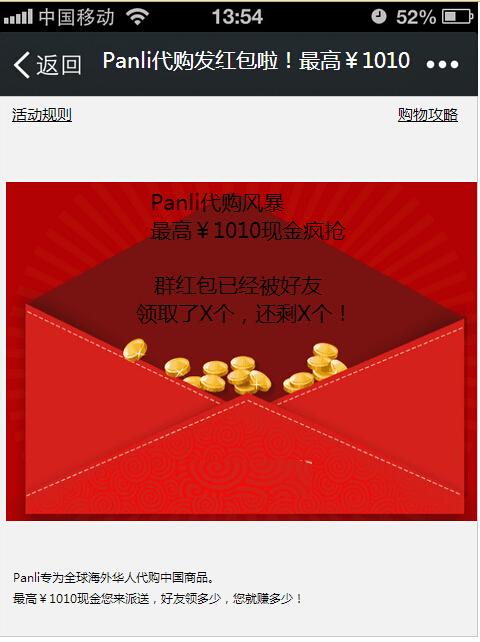 中国移动 13:54 52%
返回 Panli代购发红包啦！最高￥1010
活动规则 购物攻略
Panli代购风暴
最高￥1010现金疯抢
群红包已经被好友
领取了X个，还剩X个！
Panli专为全球海外华人代购中国商品。
最高￥1010现金您来派送，好友领多少，您就赚多少！